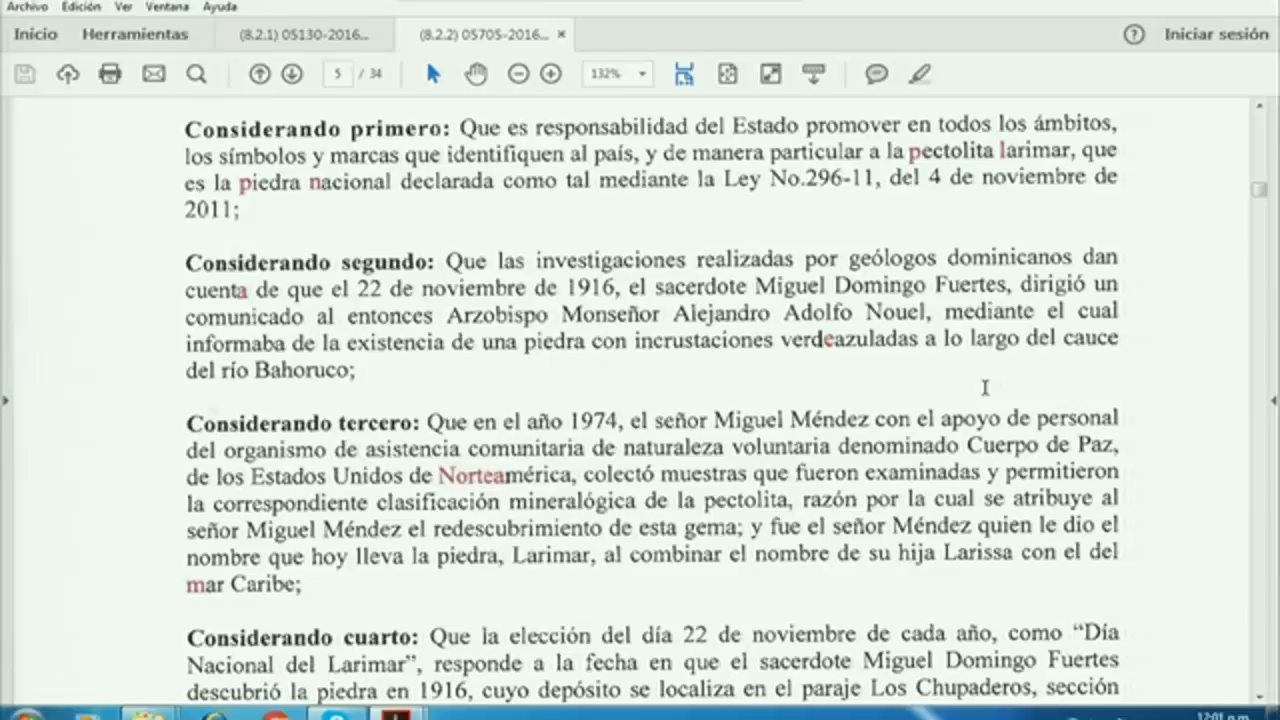 Archivo Edición Ver Ventana Ayuda
Inicio Herramientas (8.2.1) 05130-2016... (8.2.2) 05705-2016... × Iniciar sesión
5 / 34 132%
Considerando primero: Que es responsabilidad del Estado promover en todos los ámbitos,
los símbolos y marcas que identifiquen al país, y de manera particular a la pectolita larimar, que
es la piedra nacional declarada como tal mediante la Ley No.296-11, del 4 de noviembre de
2011;
Considerando segundo: Que las investigaciones realizadas por geólogos dominicanos dan
cuenta de que el 22 de noviembre de 1916, el sacerdote Miguel Domingo Fuertes, dirigió un
comunicado al entonces Arzobispo Monseñor Alejandro Adolfo Nouel, mediante el cual
informaba de la existencia de una piedra con incrustaciones verdeazuladas a lo largo del cauce
del río Bahoruco;
Considerando tercero: Que en el año 1974, el señor Miguel Méndez con el apoyo de personal
del organismo de asistencia comunitaria de naturaleza voluntaria denominado Cuerpo de Paz,
de los Estados Unidos de Norteamérica, colectó muestras que fueron examinadas y permitieron
la correspondiente clasificación mineralógica de la pectolita, razón por la cual se atribuye al
señor Miguel Méndez el redescubrimiento de esta gema; y fue el señor Méndez quien le dio el
nombre que hoy lleva la piedra, Larimar, al combinar el nombre de su hija Larissa con el del
mar Caribe;
Considerando cuarto: Que la elección del día 22 de noviembre de cada año, como “Día
Nacional del Larimar”, responde a la fecha en que el sacerdote Miguel Domingo Fuertes
descubrió la piedra en 1916, cuyo depósito se localiza en el paraje Los Chupaderos, sección
12:01 p.m.